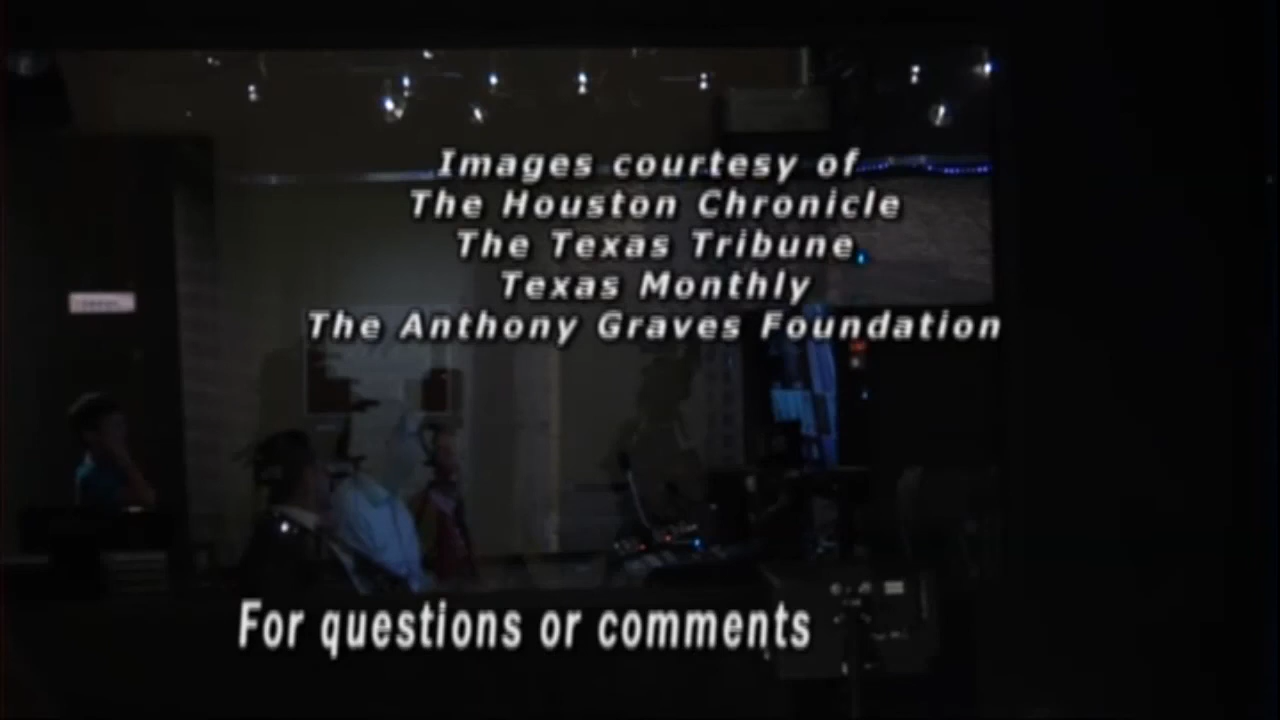 Images courtesy of
The Houston Chronicle
The Texas Tribune
Texas Monthly
The Anthony Graves Foundation
For questions or comments